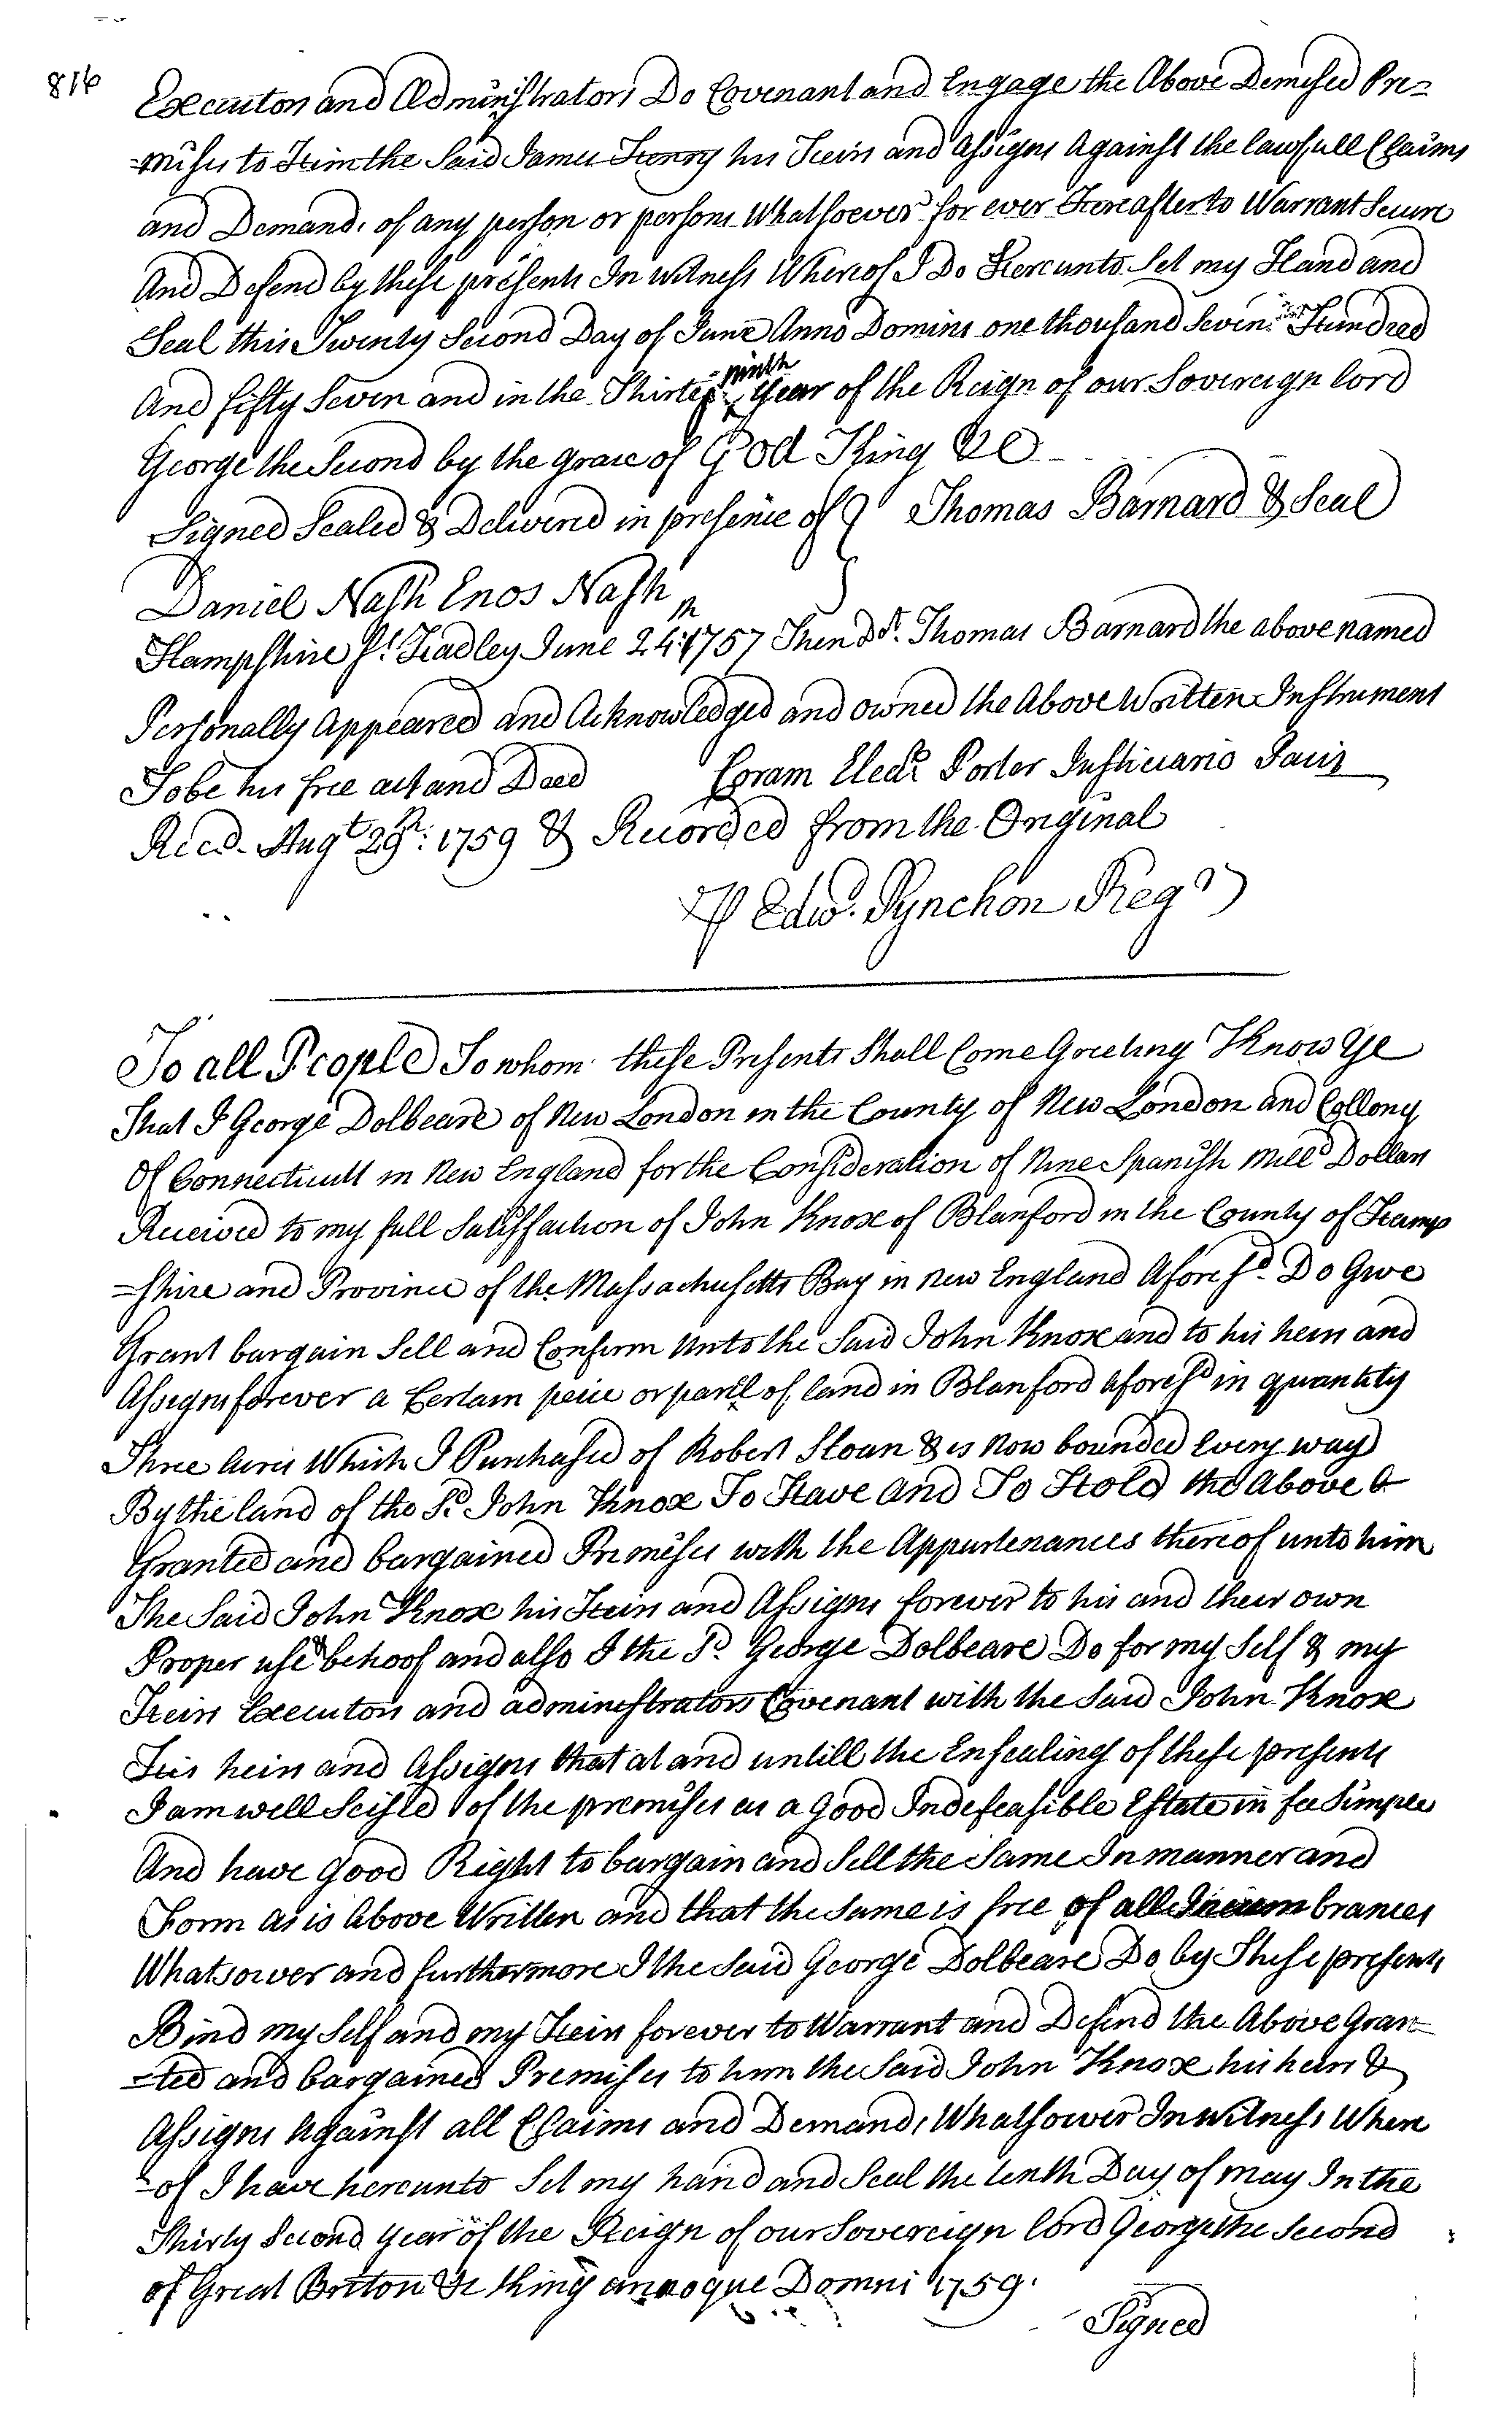 816
Executors and Administrators Do Covenant and Engage the Above Demised Pre=
=mises to Him the Said James Henry his Heirs and Assigns Against the lawfull Claims
and Demands of any person or persons Whatsoever for ever Hereafter to Warrant Secure
And Defend by these presents In witness Whereof I Do Hereunto Set my Hand and
Seal this Twenty Second Day of June Anno Domini one thousand Seven Hundred
And fifty Seven and in the Thirty ninth Year of the Reign of our Sovereign lord
George the Second by the grace of God King &c
Signed Sealed & Deliverd in presence of } Thomas Barnard & Seal
Daniel Nash Enos Nash
Hampshire Ss. Hadley June 24th 1757 Then Dr. Thomas Barnard the above named
Personally Appeared and Acknowledged and owned the Above Written Instrument
To be his free act and Deed Coram Eleazr Porter Justiciario Pacis
Recd. Augt 29th: 1759 & Recorded from the Original
⅌ Edwd. Pynchon Regr
To all People To whom these Presents Shall Come Greeting Know Ye
That I George Dolbeare of New London in the County of New London and Collony
Of Connecticutt in New England for the Consideration of Nine Spanish Milld Dollars
Received to my full Satisfaction of John Knox of Blanford in the County of Hamp
=shire and Province of the Massachusetts Bay in New England Aforesd. Do Give
Grant bargain Sell and Confirm Unto the Said John Knox and to his heirs and
Assigns forever a Certain peice or parcll of land in Blanford aforesd in quantity
Three Acres Which I Purchased of Robert Sloan & is Now bounded Every way
By the land of the Sd. John Knox To Have And To Hold the Above &
Granted and bargained Premises with the Appurtenances thereof unto him
The Said John Knox his Heirs and Assigns forever to his and their own
Proper use & behoof and also I the Sd. George Dolbeare Do for my Self & my
Heirs Executors and administrators Covenant with the Said John Knox
His heirs and Assigns that at and untill the Ensealing of these presents
I am well Seised of the premises as a Good Indefeasible Estate in fee Simple
And have Good Right to bargain and Sell the Same In manner and
Form as is Above Written and that the Same is free of all Incumbrances
Whatsower and furthermore I the Said George Dolbeare Do by These presents
Bind my Self and my Heirs forever to Warrant and Defend the Above Gran=
=ted and bargained Premises to him the Said John Knox his heirs &
Assigns Against all Claims and Demands Whatsower In witness Where
=of I have hereunto Set my hand and Seal the tenth Day of May In the
Thirty Second year of the Reign of our Sovereign lord George the Second
of Great Briton &c King annoque Domni 1759.
Signed